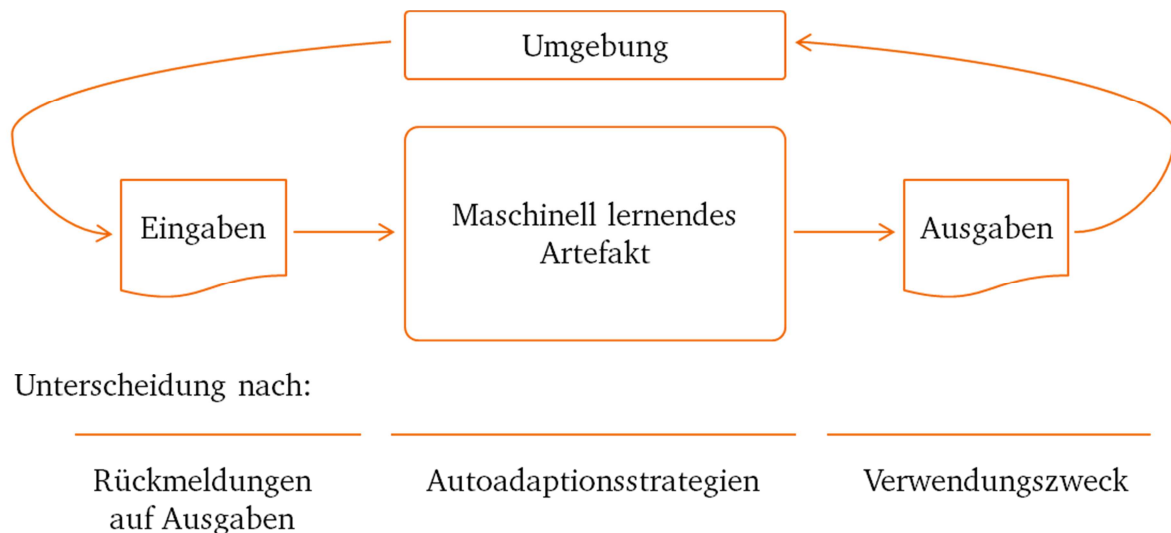 Umgebung
Eingaben
Maschinell lernendes
Artefakt
Ausgaben
Unterscheidung nach:
Rückmeldungen
auf Ausgaben
Autoadaptionsstrategien
Verwendungszweck